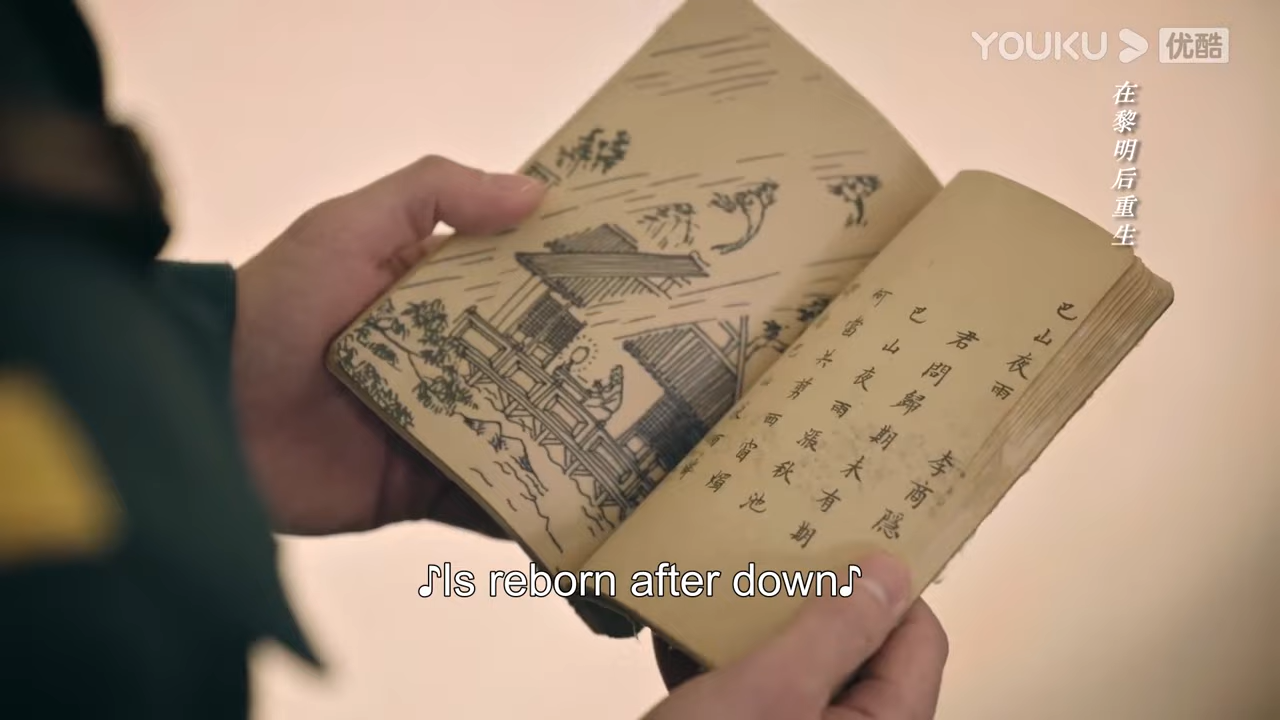 YOUKU 优酷
在黎明后重生
巴山夜雨
李商隐
君問歸期未有期
巴山夜雨漲秋池
何當共剪西窗燭
♪Is reborn after down♪